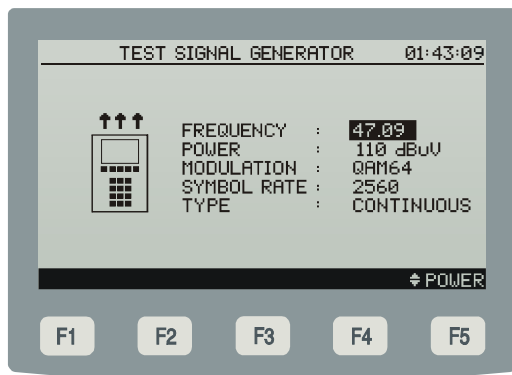 TEST SIGNAL GENERATOR 01:43:09
FREQUENCY : 47.09
POWER : 110 dBuV
MODULATION : QAM64
SYMBOL RATE : 2560
TYPE : CONTINUOUS
POWER
F1 F2 F3 F4 F5